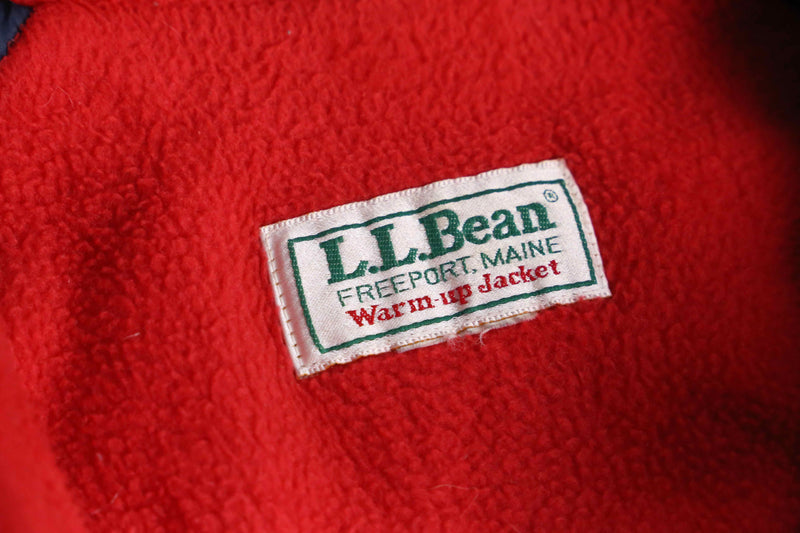 L.L.Bean®
FREEPORT, MAINE
Warm-up Jacket